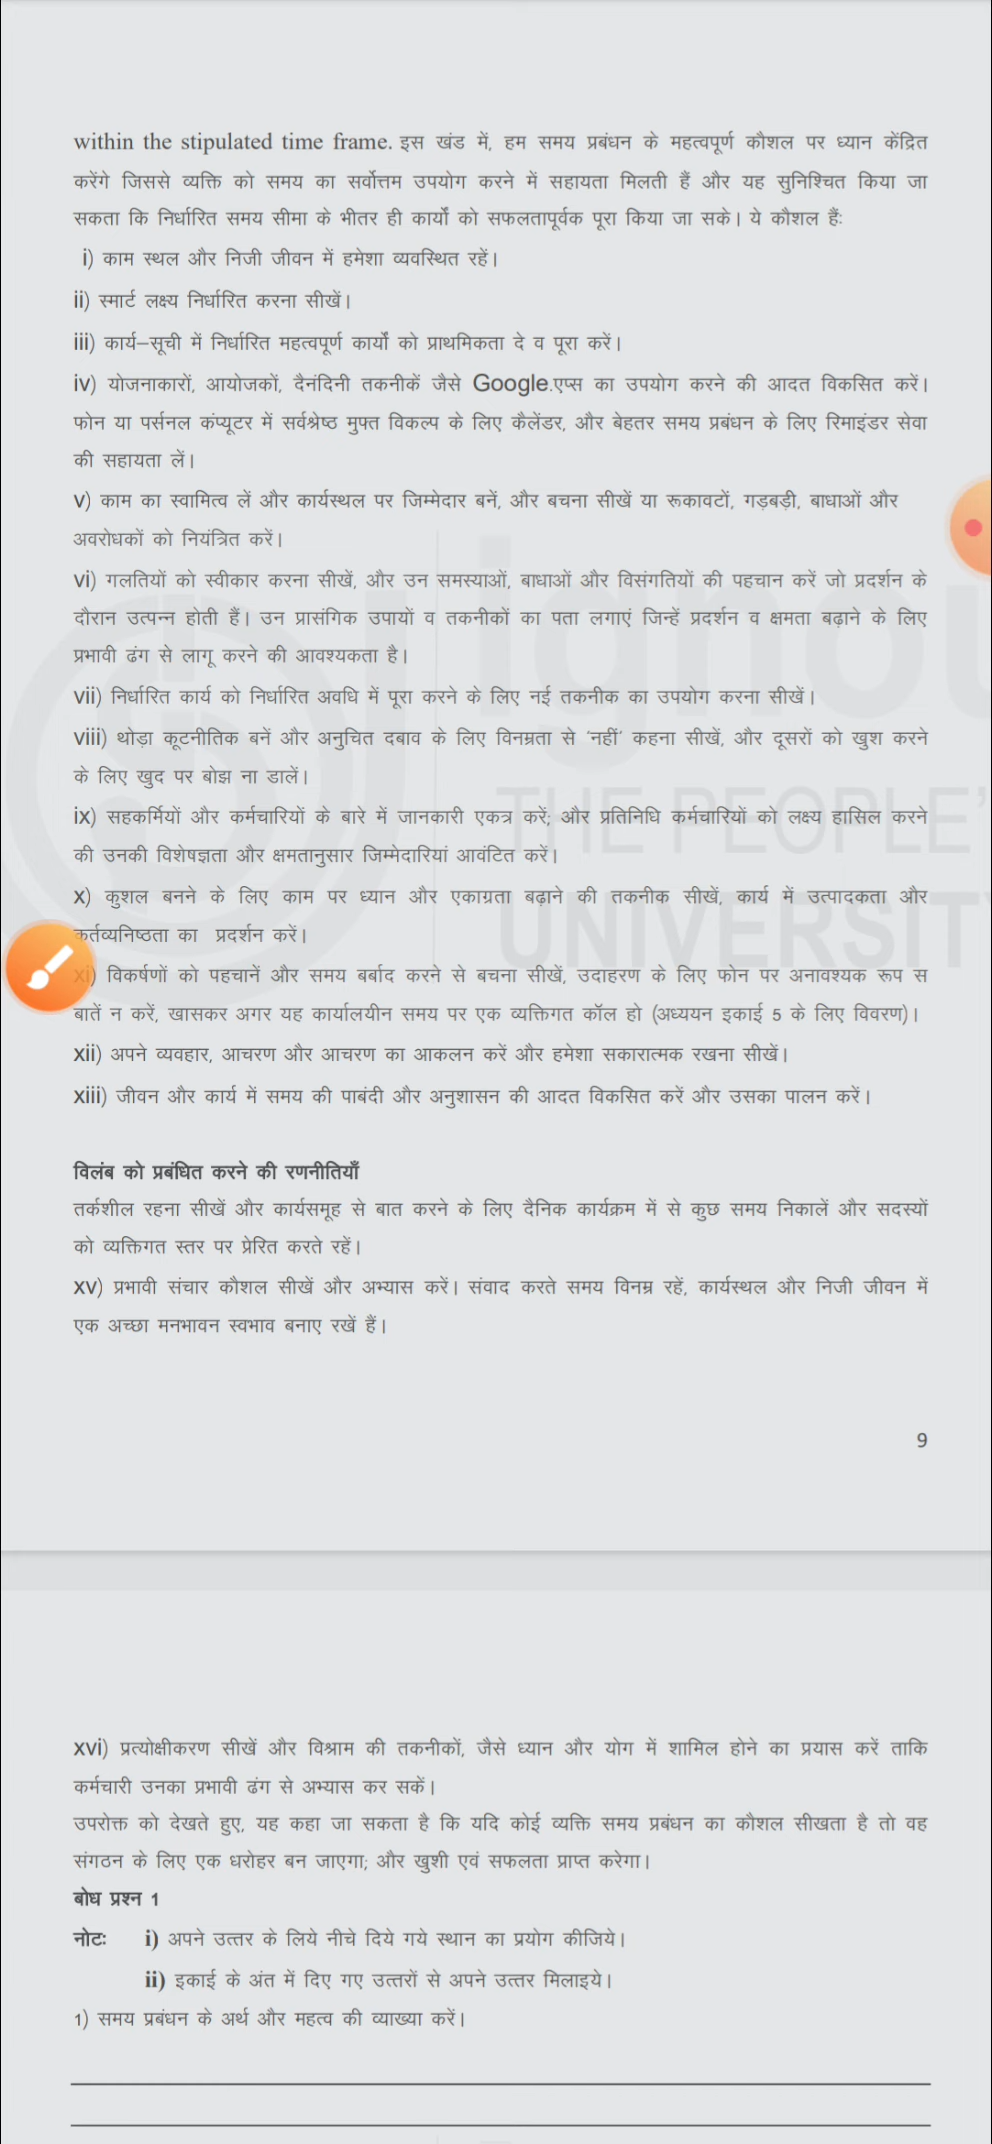 within the stipulated time frame. इस खंड में, हम समय प्रबंधन के महत्वपूर्ण कौशल पर ध्यान केंद्रित
करेंगे जिससे व्यक्ति को समय का सर्वोत्तम उपयोग करने में सहायता मिलती हैं और यह सुनिश्चित किया जा
सकता कि निर्धारित समय सीमा के भीतर ही कार्यों को सफलतापूर्वक पूरा किया जा सके। ये कौशल हैंः
i) काम स्थल और निजी जीवन में हमेशा व्यवस्थित रहें।
ii) स्मार्ट लक्ष्य निर्धारित करना सीखें।
iii) कार्य–सूची में निर्धारित महत्वपूर्ण कार्यों को प्राथमिकता दे व पूरा करें।
iv) योजनाकारों, आयोजकों, दैनंदिनी तकनीकें जैसे Google.एप्स का उपयोग करने की आदत विकसित करें।
फोन या पर्सनल कंप्यूटर में सर्वश्रेष्ठ मुफ्त विकल्प के लिए कैलेंडर, और बेहतर समय प्रबंधन के लिए रिमाइंडर सेवा
की सहायता लें।
v) काम का स्वामित्व लें और कार्यस्थल पर जिम्मेदार बनें, और बचना सीखें या रूकावटों, गड़बड़ी, बाधाओं और
अवरोधकों को नियंत्रित करें।
vi) गलतियों को स्वीकार करना सीखें, और उन समस्याओं, बाधाओं और विसंगतियों की पहचान करें जो प्रदर्शन के
दौरान उत्पन्न होती हैं। उन प्रासंगिक उपायों व तकनीकों का पता लगाएं जिन्हें प्रदर्शन व क्षमता बढ़ाने के लिए
प्रभावी ढंग से लागू करने की आवश्यकता है।
vii) निर्धारित कार्य को निर्धारित अवधि में पूरा करने के लिए नई तकनीक का उपयोग करना सीखें।
viii) थोड़ा कूटनीतिक बनें और अनुचित दबाव के लिए विनम्रता से 'नहीं' कहना सीखें, और दूसरों को खुश करने
के लिए खुद पर बोझ ना डालें।
ix) सहकर्मियों और कर्मचारियों के बारे में जानकारी एकत्र करें; और प्रतिनिधि कर्मचारियों को लक्ष्य हासिल करने
की उनकी विशेषज्ञता और क्षमतानुसार जिम्मेदारियां आवंटित करें।
x) कुशल बनने के लिए काम पर ध्यान और एकाग्रता बढ़ाने की तकनीक सीखें, कार्य में उत्पादकता और
कर्तव्यनिष्ठता का प्रदर्शन करें।
xi) विकर्षणों को पहचानें और समय बर्बाद करने से बचना सीखें, उदाहरण के लिए फोन पर अनावश्यक रूप स
बातें न करें, खासकर अगर यह कार्यालयीन समय पर एक व्यक्तिगत कॉल हो (अध्ययन इकाई 5 के लिए विवरण)।
xii) अपने व्यवहार, आचरण और आचरण का आकलन करें और हमेशा सकारात्मक रखना सीखें।
xiii) जीवन और कार्य में समय की पाबंदी और अनुशासन की आदत विकसित करें और उसका पालन करें।
विलंब को प्रबंधित करने की रणनीतियाँ
तर्कशील रहना सीखें और कार्यसमूह से बात करने के लिए दैनिक कार्यक्रम में से कुछ समय निकालें और सदस्यों
को व्यक्तिगत स्तर पर प्रेरित करते रहें।
xv) प्रभावी संचार कौशल सीखें और अभ्यास करें। संवाद करते समय विनम्र रहें, कार्यस्थल और निजी जीवन में
एक अच्छा मनभावन स्वभाव बनाए रखें हैं।
9
xvi) प्रत्योक्षीकरण सीखें और विश्राम की तकनीकों, जैसे ध्यान और योग में शामिल होने का प्रयास करें ताकि
कर्मचारी उनका प्रभावी ढंग से अभ्यास कर सकें।
उपरोक्त को देखते हुए, यह कहा जा सकता है कि यदि कोई व्यक्ति समय प्रबंधन का कौशल सीखता है तो वह
संगठन के लिए एक धरोहर बन जाएगा; और खुशी एवं सफलता प्राप्त करेगा।
बोध प्रश्न 1
नोटः i) अपने उत्तर के लिये नीचे दिये गये स्थान का प्रयोग कीजिये।
ii) इकाई के अंत में दिए गए उत्तरों से अपने उत्तर मिलाइये।
1) समय प्रबंधन के अर्थ और महत्व की व्याख्या करें।
ignou
THE PEOPLE'
UNIVERSIT